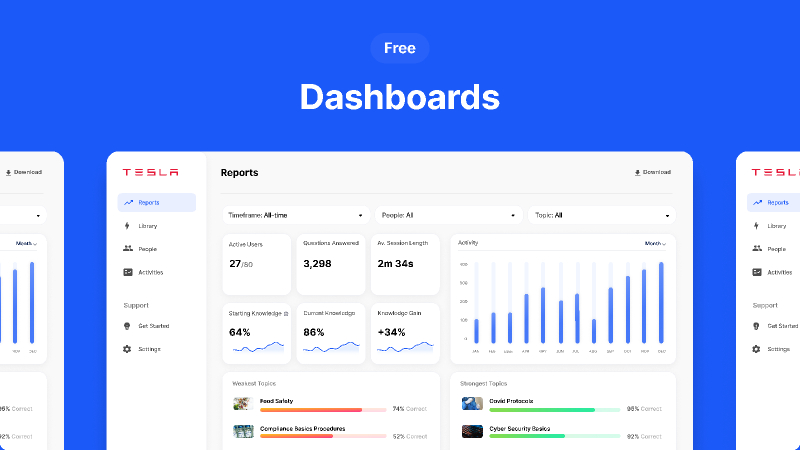 Free
Dashboards
Download
Month
NOV DEC
Correct
92% Correct
TESLA
Reports
Library
People
Activities
Support
Get Started
Settings
Reports
Download
Timeframe: All-time
People: All
Topic: All
Active Users
27/80
Questions Answered
3,298
Av. Session Length
2m 34s
Starting Knowledge
64%
Current Knowledge
86%
Knowledge Gain
+34%
Activity
Month
400
300
200
100
0
JAN FEB MAR APR MAY JUN JUL AUG SEP OCT NOV DEC
Weakest Topics
Food Safety
74% Correct
Compliance Basics Procedures
52% Correct
Strongest Topics
Covid Protocols
95% Correct
Cyber Security Basics
92% Correct
TESL
Reports
Library
People
Activities
Support
Get Started
Settings